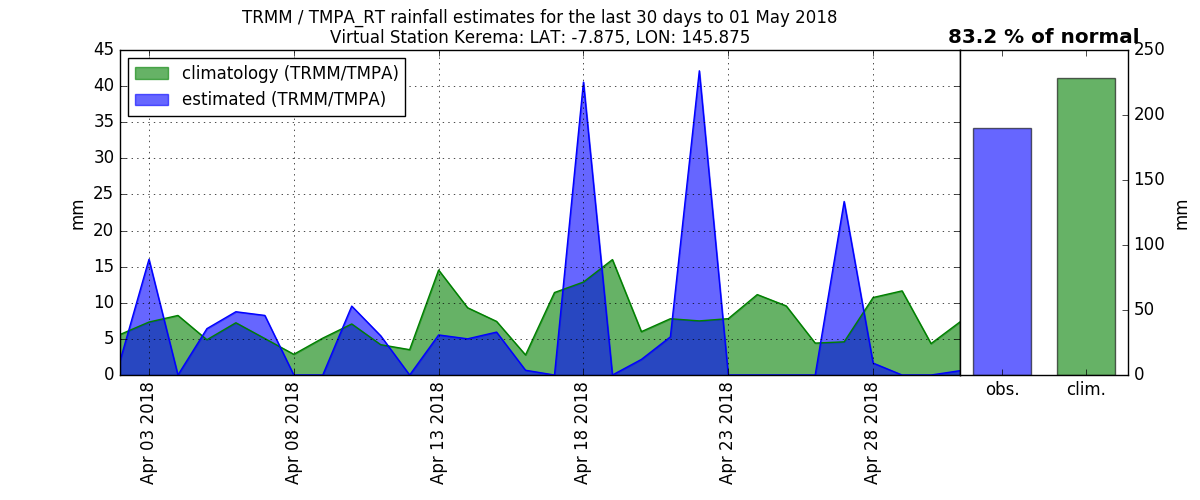 TRMM / TMPA_RT rainfall estimates for the last 30 days to 01 May 2018
Virtual Station Kerema: LAT: -7.875, LON: 145.875
83.2 % of normal
climatology (TRMM/TMPA)
estimated (TRMM/TMPA)
45
40
35
30
25
20
15
10
5
0
mm
Apr 03 2018
Apr 08 2018
Apr 13 2018
Apr 18 2018
Apr 23 2018
Apr 28 2018
250
200
150
100
50
0
mm
obs.
clim.